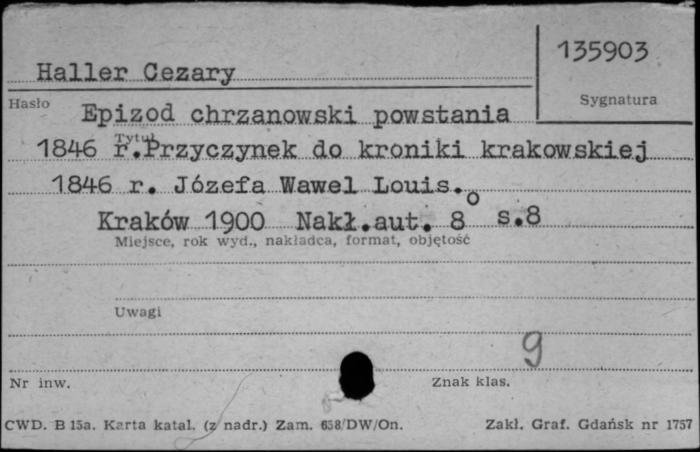 135903
Haller Cezary
Hasło
Sygnatura
Epizod chrzanowski powstania
Tytuł
1846 r.Przyczynek do kroniki krakowskiej
1846 r. Józefa Wawel Louis.
Kraków 1900 Nakł.aut. 8° s.8
Miejsce, rok wyd., nakładca, format, objętość
Uwagi
9
Nr inw.
Znak klas.
CWD. B 15a. Karta katal. (z nadr.) Zam. 658/DW/On.
Zakł. Graf. Gdańsk nr 1757